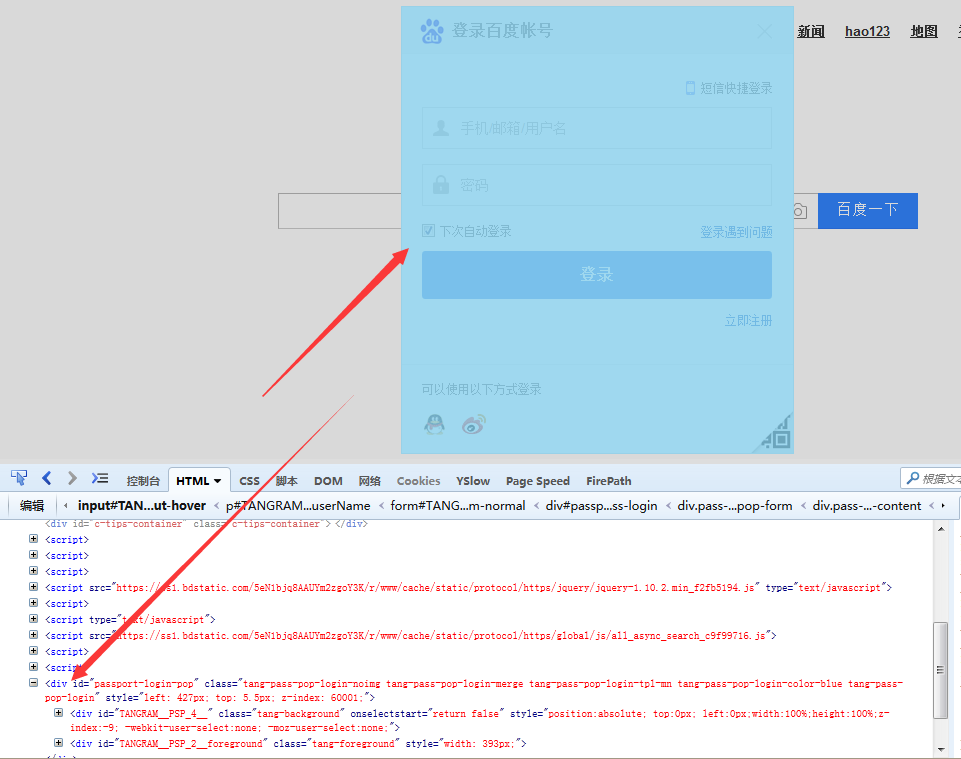 登录百度帐号
新闻 hao123 地图
短信快捷登录
手机/邮箱/用户名
密码
百度一下
下次自动登录 登录遇到问题
登录
立即注册
可以使用以下方式登录
控制台 HTML CSS 脚本 DOM 网络 Cookies YSlow Page Speed FirePath 根据文本
编辑 input#TAN...ut-hover < p#TANGRAM...userName < form#TANG...m-normal < div#passp...ss-login < div.pass-...pop-form < div.pass-...-content <
<div id="c-tips-container" class="c-tips-container"></div>
<script>
<script>
<script>
<script src="https://ss1.bdstatic.com/5eN1bjq8AAUYm2zgoY3K/r/www/cache/static/protocol/https/jquery/jquery-1.10.2.min_f2fb5194.js" type="text/javascript">
<script>
<script type="text/javascript">
<script src="https://ss1.bdstatic.com/5eN1bjq8AAUYm2zgoY3K/r/www/cache/static/protocol/https/global/js/all_async_search_c9f99716.js">
<script>
<script>
<div id="passport-login-pop" class="tang-pass-pop-login-noimg tang-pass-pop-login-merge tang-pass-pop-login-tpl-mn tang-pass-pop-login-color-blue tang-pass-
pop-login" style="left: 427px; top: 5.5px; z-index: 60001;">
<div id="TANGRAM__PSP_4__" class="tang-background" onselectstart="return false" style="position:absolute; top:0px; left:0px;width:100%;height:100%;z-
index:-9; -webkit-user-select:none; -moz-user-select:none;">
<div id="TANGRAM__PSP_2__foreground" class="tang-foreground" style="width: 393px;">